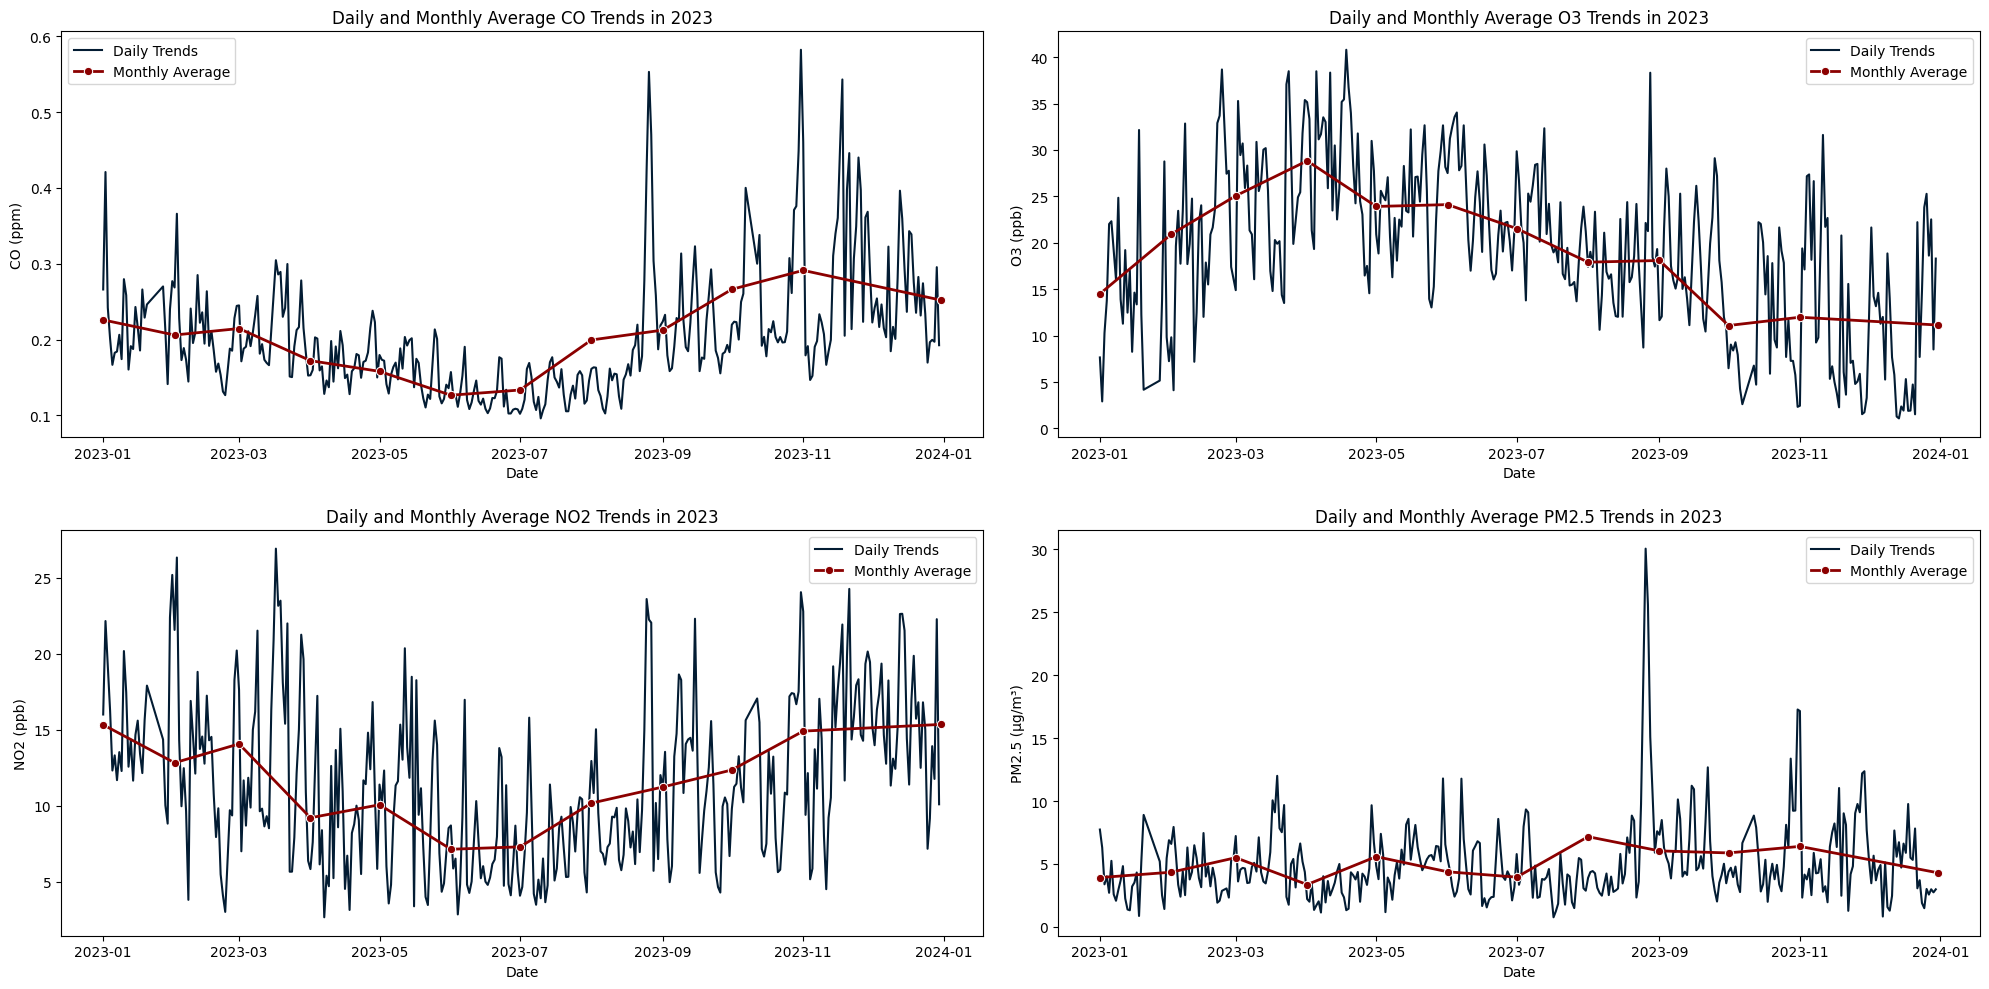 Daily and Monthly Average CO Trends in 2023
Daily Trends
Monthly Average
CO (ppm)
0.6
0.5
0.4
0.3
0.2
0.1
2023-01 2023-03 2023-05 2023-07 2023-09 2023-11 2024-01
Date
Daily and Monthly Average O3 Trends in 2023
Daily Trends
Monthly Average
O3 (ppb)
40
35
30
25
20
15
10
5
0
2023-01 2023-03 2023-05 2023-07 2023-09 2023-11 2024-01
Date
Daily and Monthly Average NO2 Trends in 2023
Daily Trends
Monthly Average
NO2 (ppb)
25
20
15
10
5
2023-01 2023-03 2023-05 2023-07 2023-09 2023-11 2024-01
Date
Daily and Monthly Average PM2.5 Trends in 2023
Daily Trends
Monthly Average
PM2.5 (μg/m³)
30
25
20
15
10
5
0
2023-01 2023-03 2023-05 2023-07 2023-09 2023-11 2024-01
Date